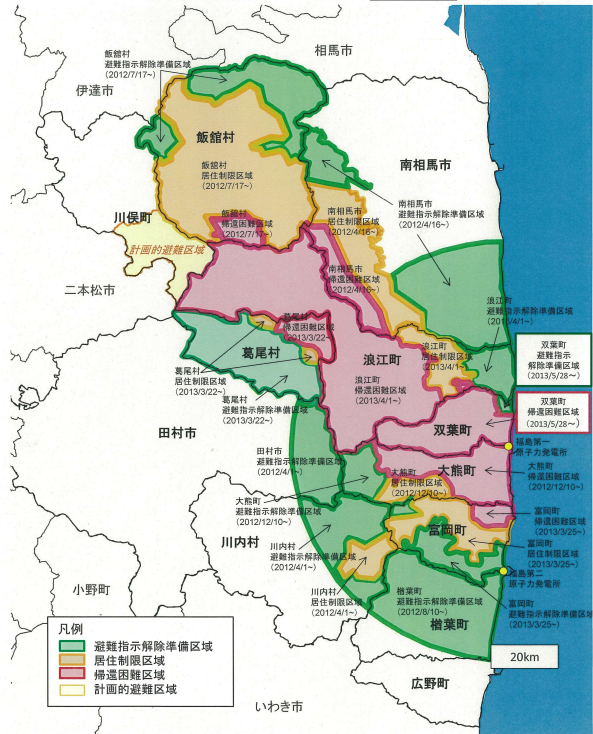 相馬市
飯舘村
避難指示解除準備区域
(2012/7/17~)
伊達市
飯舘村
飯舘村
居住制限区域
(2012/7/17~)
南相馬市
南相馬市
避難指示解除準備区域
(2012/4/16~)
川俣町
計画的避難区域
飯舘村
帰還困難区域
(2012/7/17~)
南相馬市
居住制限区域
(2012/4/16~)
南相馬市
帰還困難区域
(2012/4/16~)
二本松市
浪江町
避難指示解除準備区域
(2013/4/1~)
葛尾村
帰還困難区域
(2013/3/22~)
葛尾村
葛尾村
居住制限区域
(2013/3/22~)
葛尾村
避難指示解除準備区域
(2013/3/22~)
浪江町
居住制限区域
(2013/4/1~)
浪江町
浪江町
帰還困難区域
(2013/4/1~)
双葉町
避難指示
解除準備区域
(2013/5/28~)
双葉町
帰還困難区域
(2013/5/28~)
双葉町
福島第一
原子力発電所
田村市
田村市
避難指示解除準備区域
(2012/4/1~)
大熊町
大熊町
居住制限区域
(2012/12/10~)
大熊町
帰還困難区域
(2012/12/10~)
大熊町
避難指示解除準備区域
(2012/12/10~)
富岡町
帰還困難区域
(2013/3/25~)
富岡町
富岡町
居住制限区域
(2013/3/25~)
川内村
川内村
避難指示解除準備区域
(2012/4/1~)
福島第二
原子力発電所
川内村
居住制限区域
(2012/4/1~)
楢葉町
避難指示解除準備区域
(2012/8/10~)
富岡町
避難指示解除準備区域
(2013/3/25~)
楢葉町
小野町
20km
広野町
いわき市
凡例
避難指示解除準備区域
居住制限区域
帰還困難区域
計画的避難区域